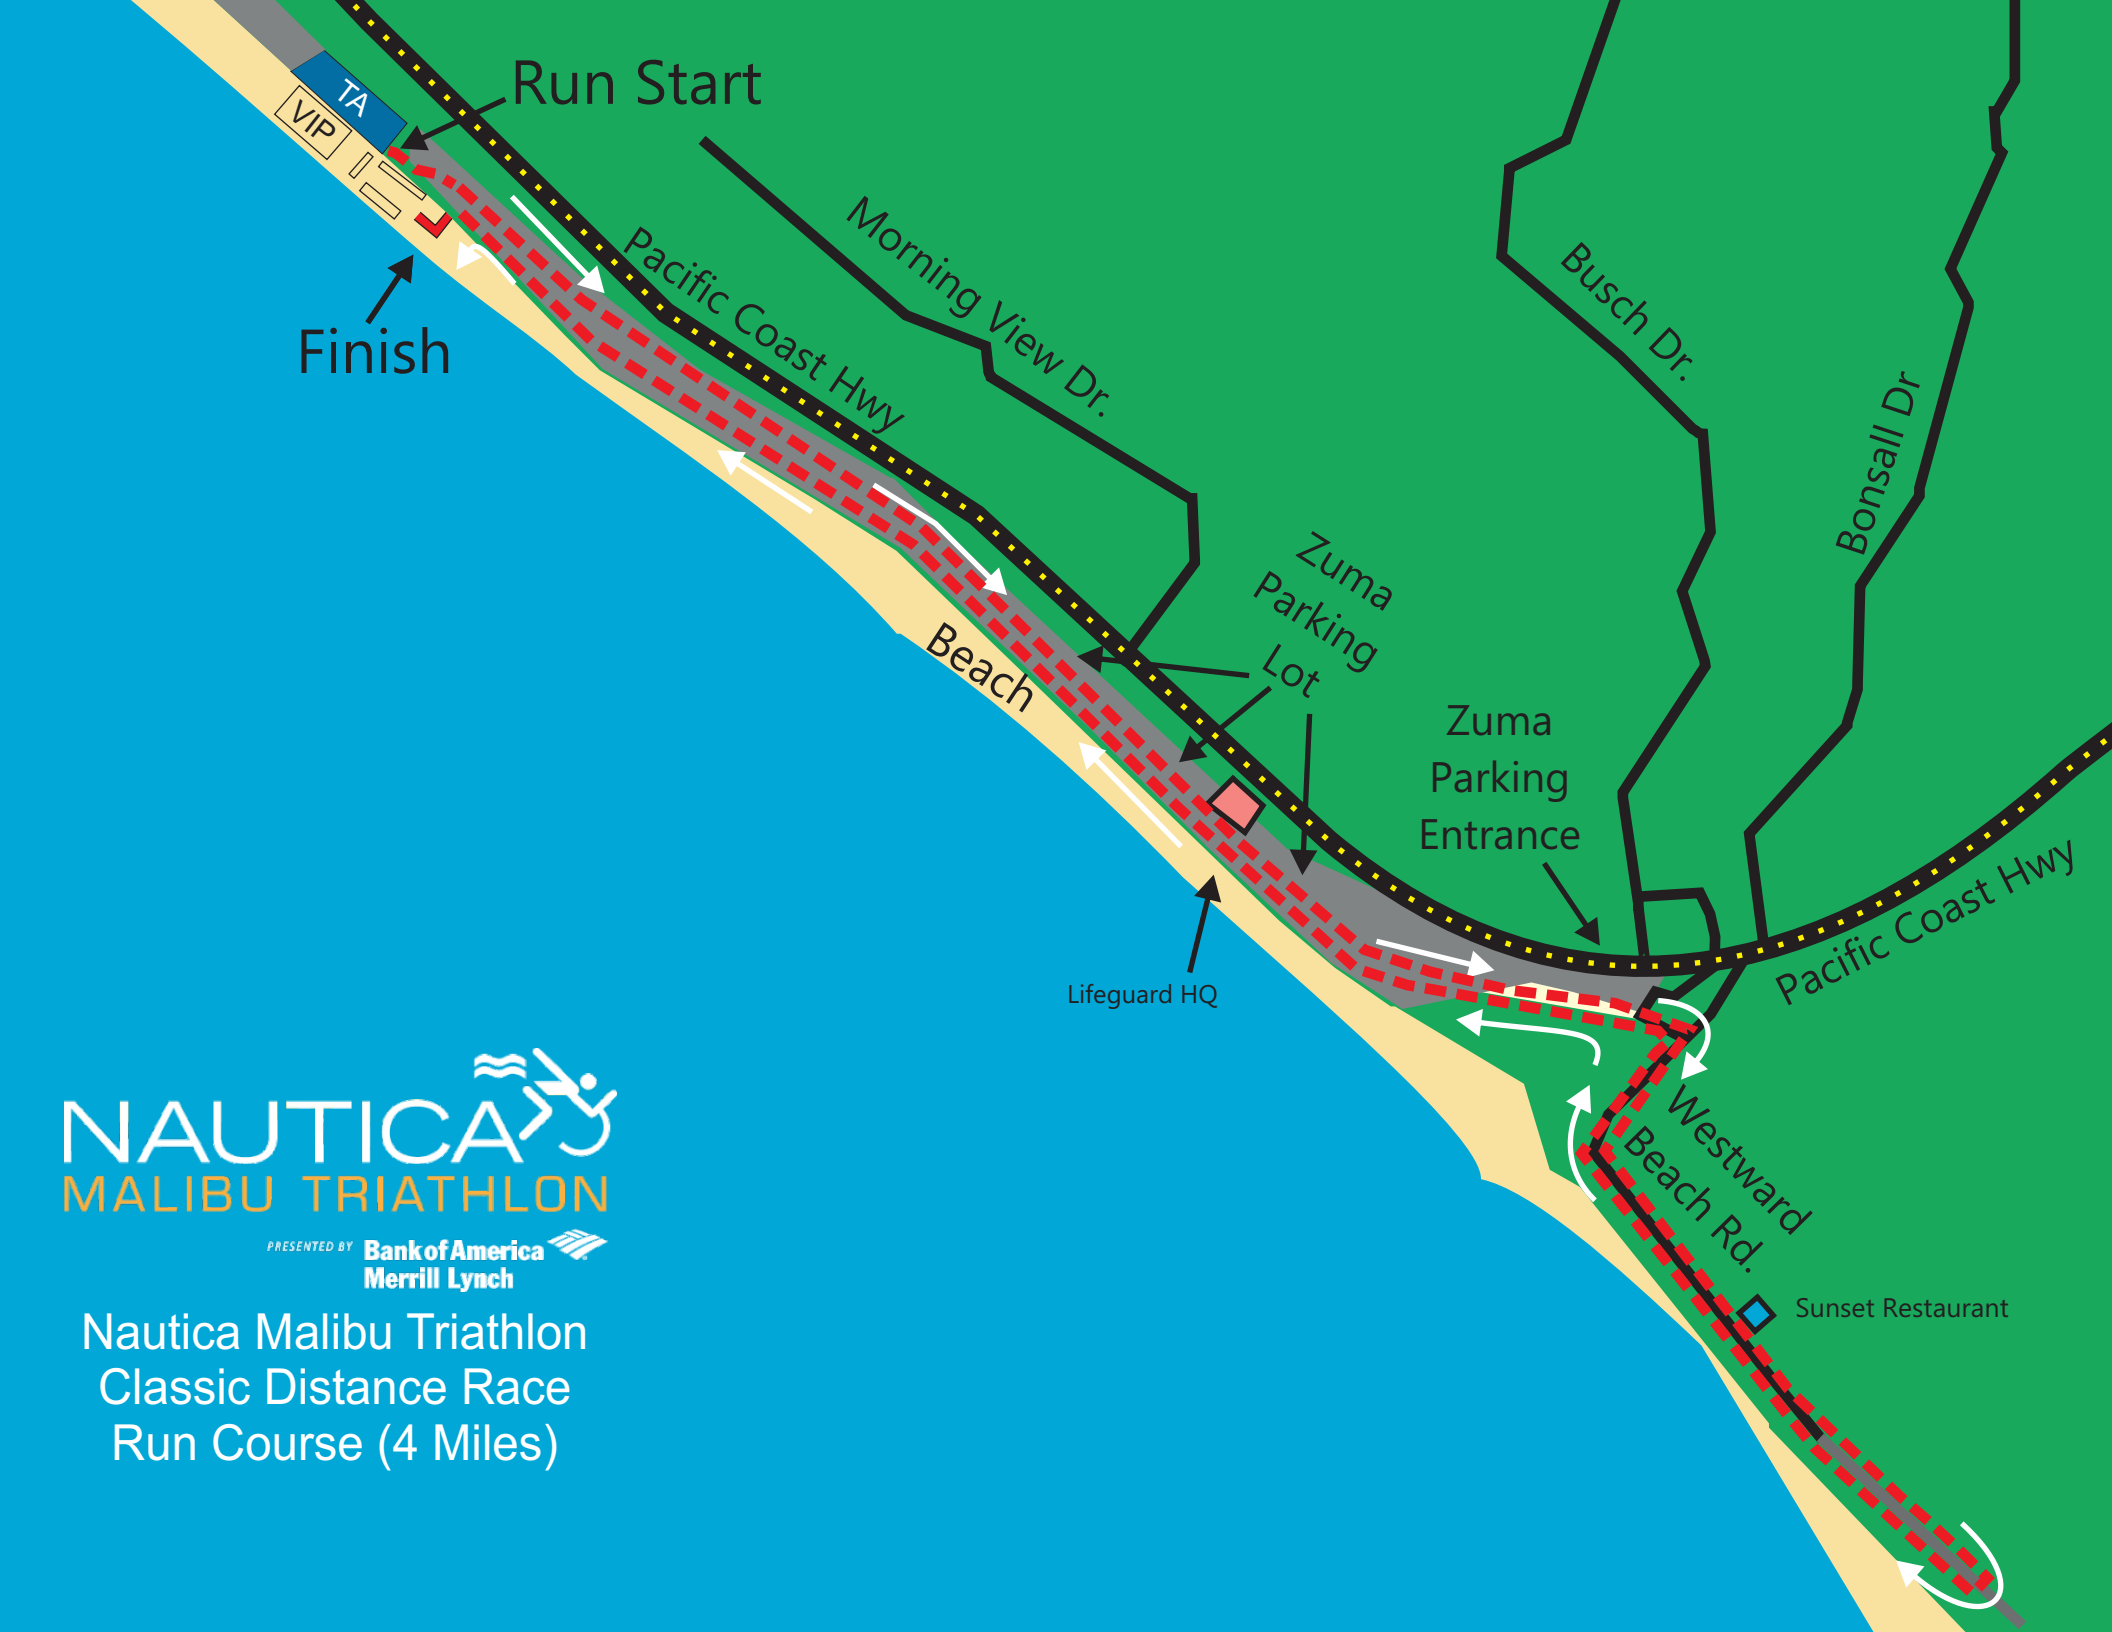 Run Start
TA
VIP
Finish
Pacific Coast Hwy
Morning View Dr.
Busch Dr.
Bonsall Dr
Zuma
Parking
Lot
Beach
Zuma
Parking
Entrance
Pacific Coast Hwy
Lifeguard HQ
Westward
Beach Rd.
Sunset Restaurant
NAUTICA
MALIBU TRIATHLON
PRESENTED BY Bank of America
Merrill Lynch
Nautica Malibu Triathlon
Classic Distance Race
Run Course (4 Miles)